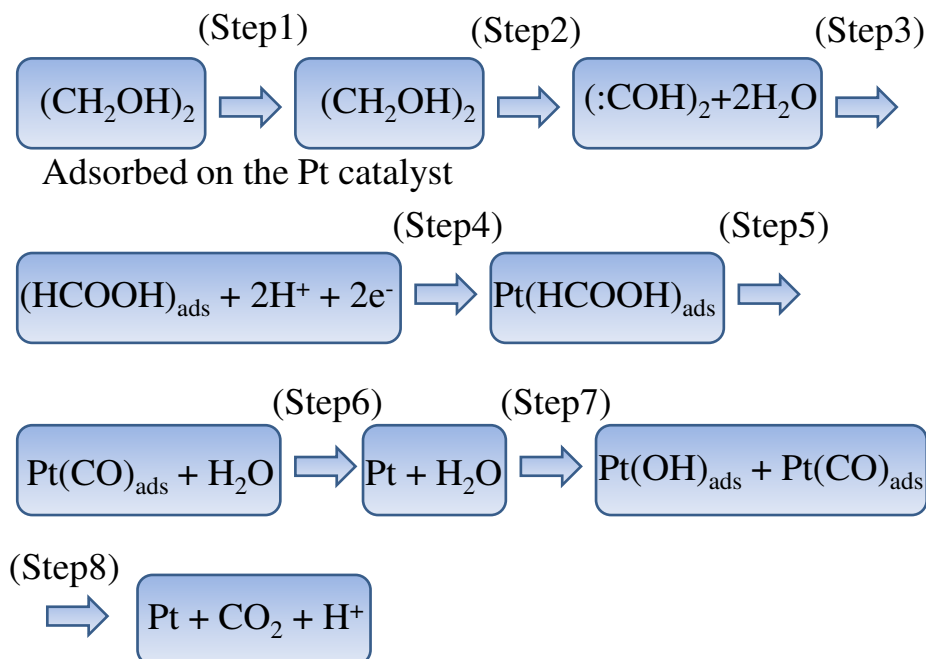 (Step1) (Step2) (Step3)
(CH₂OH)₂ (CH₂OH)₂ (:COH)₂+2H₂O
Adsorbed on the Pt catalyst
(Step4) (Step5)
(HCOOH)ads + 2H⁺ + 2e⁻ Pt(HCOOH)ads
(Step6) (Step7)
Pt(CO)ads + H₂O Pt + H₂O Pt(OH)ads + Pt(CO)ads
(Step8)
Pt + CO₂ + H⁺